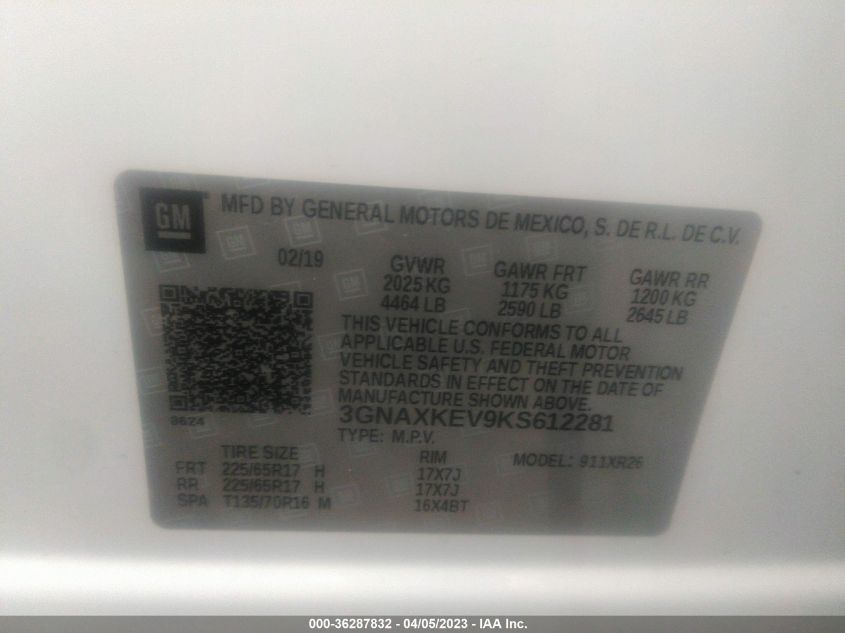 GM
MFD BY GENERAL MOTORS DE MEXICO, S. DE R.L. DE C.V.
02/19 GVWR GAWR FRT GAWR RR
2025 KG 1175 KG 1200 KG
4464 LB 2590 LB 2645 LB
THIS VEHICLE CONFORMS TO ALL
APPLICABLE U.S. FEDERAL MOTOR
VEHICLE SAFETY AND THEFT PREVENTION
STANDARDS IN EFFECT ON THE DATE OF
MANUFACTURE SHOWN ABOVE.
8624 3GNAXKEV9KS612281
TYPE: M.P.V.
TIRE SIZE RIM MODEL: 911XR26
FRT 225/65R17 H 17X7J
RR 225/65R17 H 17X7J
SPA T135/70R16 M 16X4BT
000-36287832 - 04/05/2023 - IAA Inc.